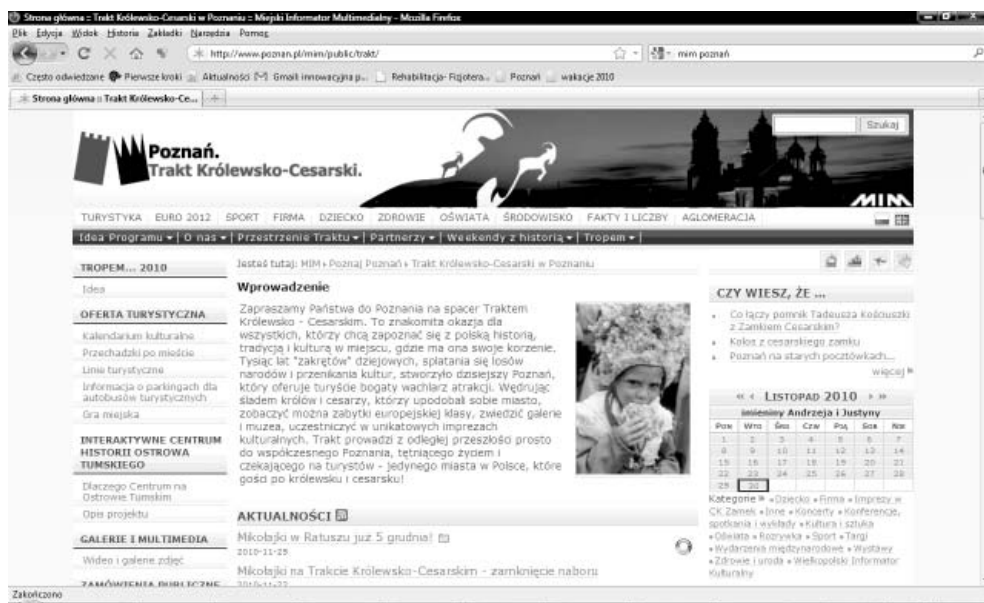 Strona główna :: Trakt Królewsko-Cesarski w Poznaniu :: Miejski Informator Multimedialny - Mozilla Firefox
Plik Edycja Widok Historia Zakładki Narzędzia Pomoc
http://www.poznan.pl/mim/public/trakt/
mim poznań
Często odwiedzane Pierwsze kroki Aktualności Gmail: innowacyjna p... Rehabilitacja- Fizjotera... Poznań wakacje 2010
Strona główna :: Trakt Królewsko-Ce...
Szukaj
Poznań.
Trakt Królewsko-Cesarski.
MIM
TURYSTYKA EURO 2012 SPORT FIRMA DZIECKO ZDROWIE OŚWIATA ŚRODOWISKO FAKTY I LICZBY AGLOMERACJA
Idea Programu | O nas | Przestrzenie Traktu | Partnerzy | Weekendy z historią | Tropem |
TROPEM... 2010
Idea
OFERTA TURYSTYCZNA
Kalendarium kulturalne
Przechadzki po mieście
Linie turystyczne
Informacja o parkingach dla
autobusów turystycznych
Gra miejska
INTERAKTYWNE CENTRUM
HISTORII OSTROWA
TUMSKIEGO
Dlaczego Centrum na
Ostrowie Tumskim
Opis projektu
GALERIE I MULTIMEDIA
Wideo i galerie zdjęć
ZAMÓWIENIA PUBLICZNE
Jesteś tutaj: MIM › Poznaj Poznań › Trakt Królewsko-Cesarski w Poznaniu
Wprowadzenie
Zapraszamy Państwa do Poznania na spacer Traktem
Królewsko - Cesarskim. To znakomita okazja dla
wszystkich, którzy chcą zapoznać się z polską historią,
tradycją i kulturą w miejscu, gdzie ma ona swoje korzenie.
Tysiąc lat "zakrętów" dziejowych, splatania się losów
narodów i przenikania kultur, stworzyło dzisiejszy Poznań,
który oferuje turyście bogaty wachlarz atrakcji. Wędrując
śladem królów i cesarzy, którzy upodobali sobie miasto,
zobaczyć można zabytki europejskiej klasy, zwiedzić galerie
i muzea, uczestniczyć w unikatowych imprezach
kulturalnych. Trakt prowadzi z odległej przeszłości prosto
do współczesnego Poznania, tętniącego życiem i
czekającego na turystów - jedynego miasta w Polsce, które
gości po królewsku i cesarsku!
AKTUALNOŚCI
Mikołajki w Ratuszu już 5 grudnia!
2010-11-25
Mikołajki na Trakcie Królewsko-Cesarskim - zamknięcie naboru
2010-11-22
CZY WIESZ, ŻE ...
Co łączy pomnik Tadeusza Kościuszki
z Zamkiem Cesarskim?
Kolos z cesarskiego zamku
Poznań na starych pocztówkach...
więcej »
«« « LISTOPAD 2010 » »»
imieniny Andrzeja i Justyny
Pon Wto Śro Czw Pią Sob Nie
1 2 3 4 5 6 7
8 9 10 11 12 13 14
15 16 17 18 19 20 21
22 23 24 25 26 27 28
29 30
Kategorie » Dziecko Firma Imprezy w
CK Zamek Inne Koncerty Konferencje,
spotkania i wykłady Kultura i sztuka
Oświata Rozrywka Sport Targi
Wydarzenia międzynarodowe Wystawy
Zdrowie i uroda Wielkopolski Informator
Kulturalny
Zakończono